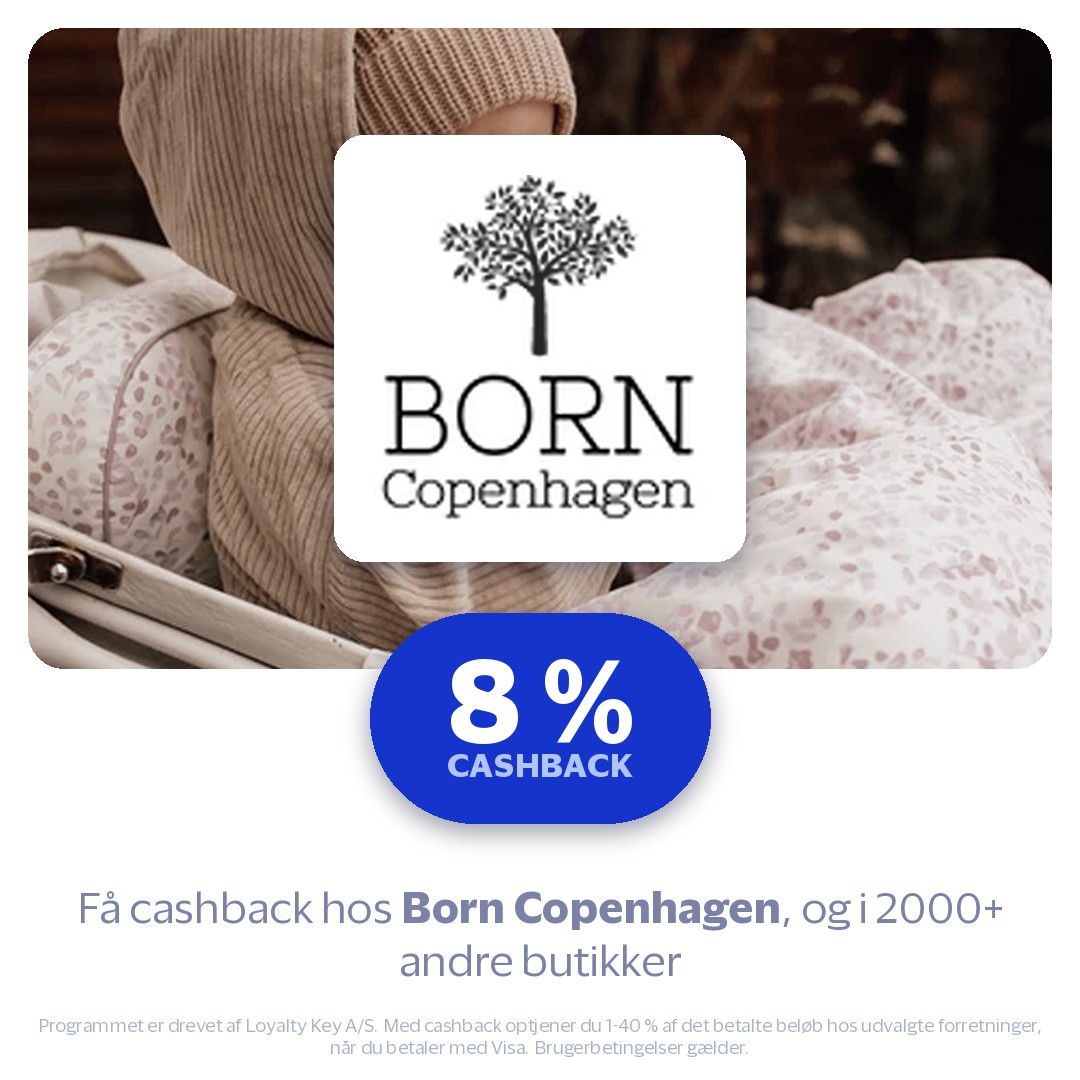 BORN
Copenhagen
8 %
CASHBACK
Få cashback hos Born Copenhagen, og i 2000+
andre butikker
Programmet er drevet af Loyalty Key A/S. Med cashback optjener du 1-40 % af det betalte beløb hos udvalgte forretninger,
når du betaler med Visa. Brugerbetingelser gælder.